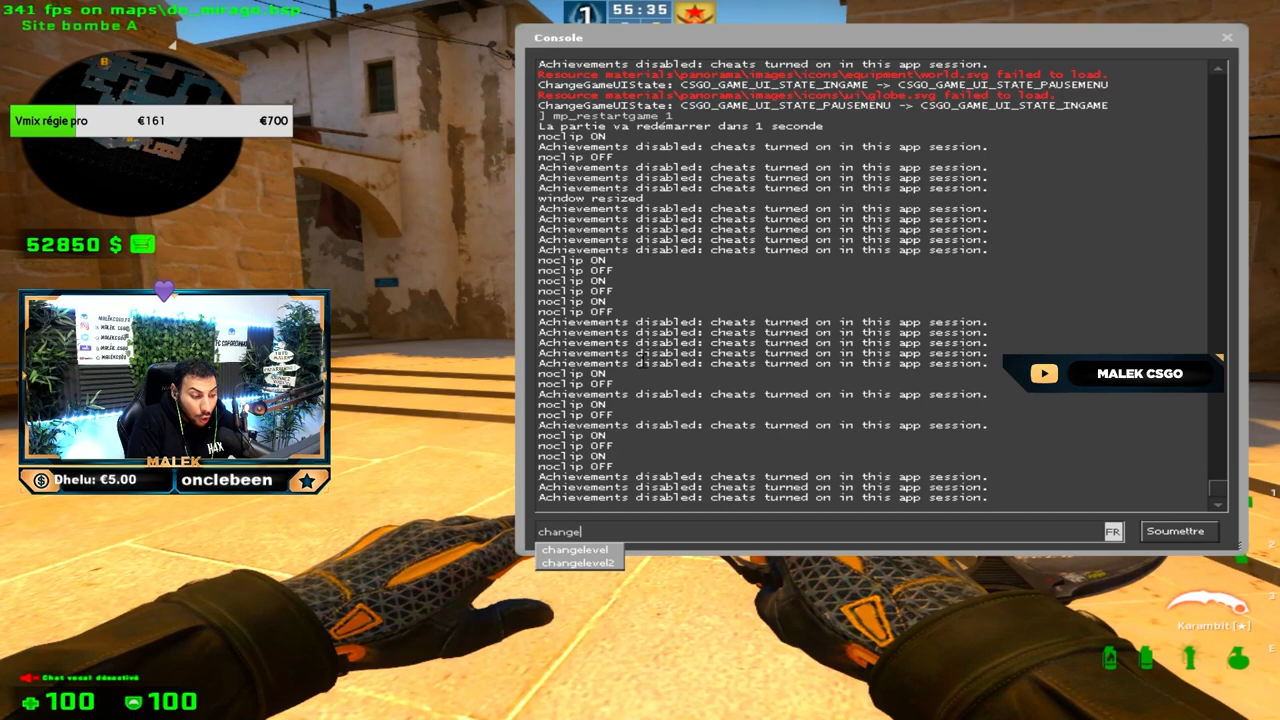 341 fps on maps\de_mirage.bsp
Site bombe A
1
55:35
B
Vmix régie pro €161 €700
52850 $
MALEK
Dhelu: €5.00 onclebeen
Console
Achievements disabled: cheats turned on in this app session.
Resource materials\panorama\images\icons\equipment\world.svg failed to load.
ChangeGameUIState: CSGO_GAME_UI_STATE_INGAME -> CSGO_GAME_UI_STATE_PAUSEMENU
Resource materials\panorama\images\icons\ui\globe.svg failed to load.
ChangeGameUIState: CSGO_GAME_UI_STATE_PAUSEMENU -> CSGO_GAME_UI_STATE_INGAME
] mp_restartgame 1
La partie va redémarrer dans 1 seconde
noclip ON
Achievements disabled: cheats turned on in this app session.
noclip OFF
Achievements disabled: cheats turned on in this app session.
Achievements disabled: cheats turned on in this app session.
Achievements disabled: cheats turned on in this app session.
window resized
Achievements disabled: cheats turned on in this app session.
Achievements disabled: cheats turned on in this app session.
Achievements disabled: cheats turned on in this app session.
Achievements disabled: cheats turned on in this app session.
Achievements disabled: cheats turned on in this app session.
noclip ON
noclip OFF
noclip ON
noclip OFF
noclip ON
noclip OFF
Achievements disabled: cheats turned on in this app session.
Achievements disabled: cheats turned on in this app session.
Achievements disabled: cheats turned on in this app session.
Achievements disabled: cheats turned on in this app session.
Achievements disabled: cheats turned on in this app session.
noclip ON
noclip OFF
Achievements disabled: cheats turned on in this app session.
noclip ON
noclip OFF
Achievements disabled: cheats turned on in this app session.
noclip ON
noclip OFF
noclip ON
noclip OFF
Achievements disabled: cheats turned on in this app session.
Achievements disabled: cheats turned on in this app session.
Achievements disabled: cheats turned on in this app session.
change
FR
Soumettre
changelevel
changelevel2
MALEK CSGO
1
2
3
Karambit (★)
E
Chat vocal désactivé
100 100